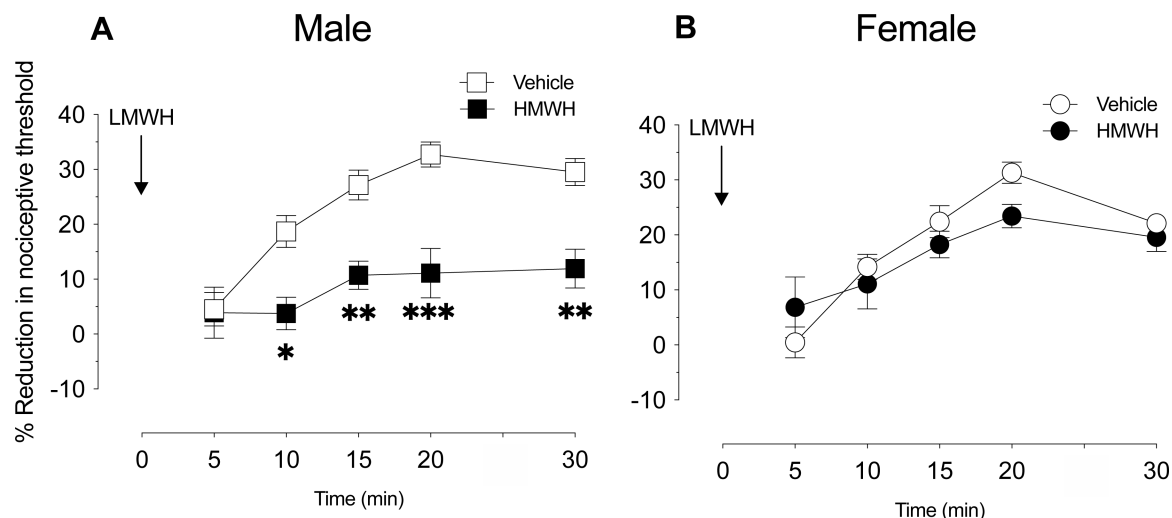 A
Male
Vehicle
HMWH
LMWH
% Reduction in nociceptive threshold
40
30
20
10
0
-10
*
**
***
**
0 5 10 15 20 30
Time (min)
B
Female
Vehicle
HMWH
LMWH
40
30
20
10
0
-10
0 5 10 15 20 30
Time (min)